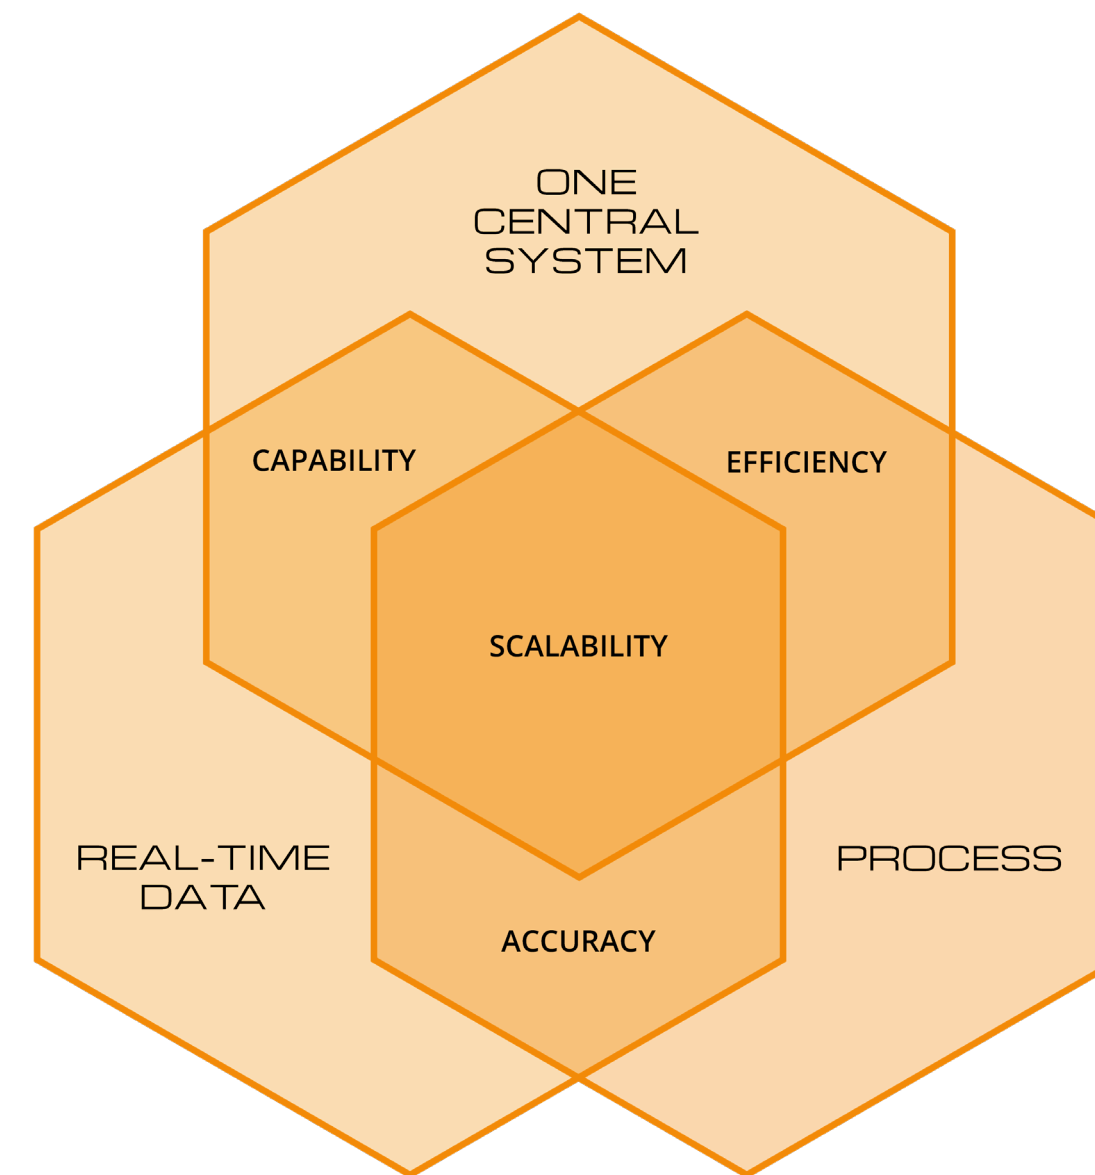 ONE
CENTRAL
SYSTEM
CAPABILITY
EFFICIENCY
SCALABILITY
REAL-TIME
DATA
PROCESS
ACCURACY